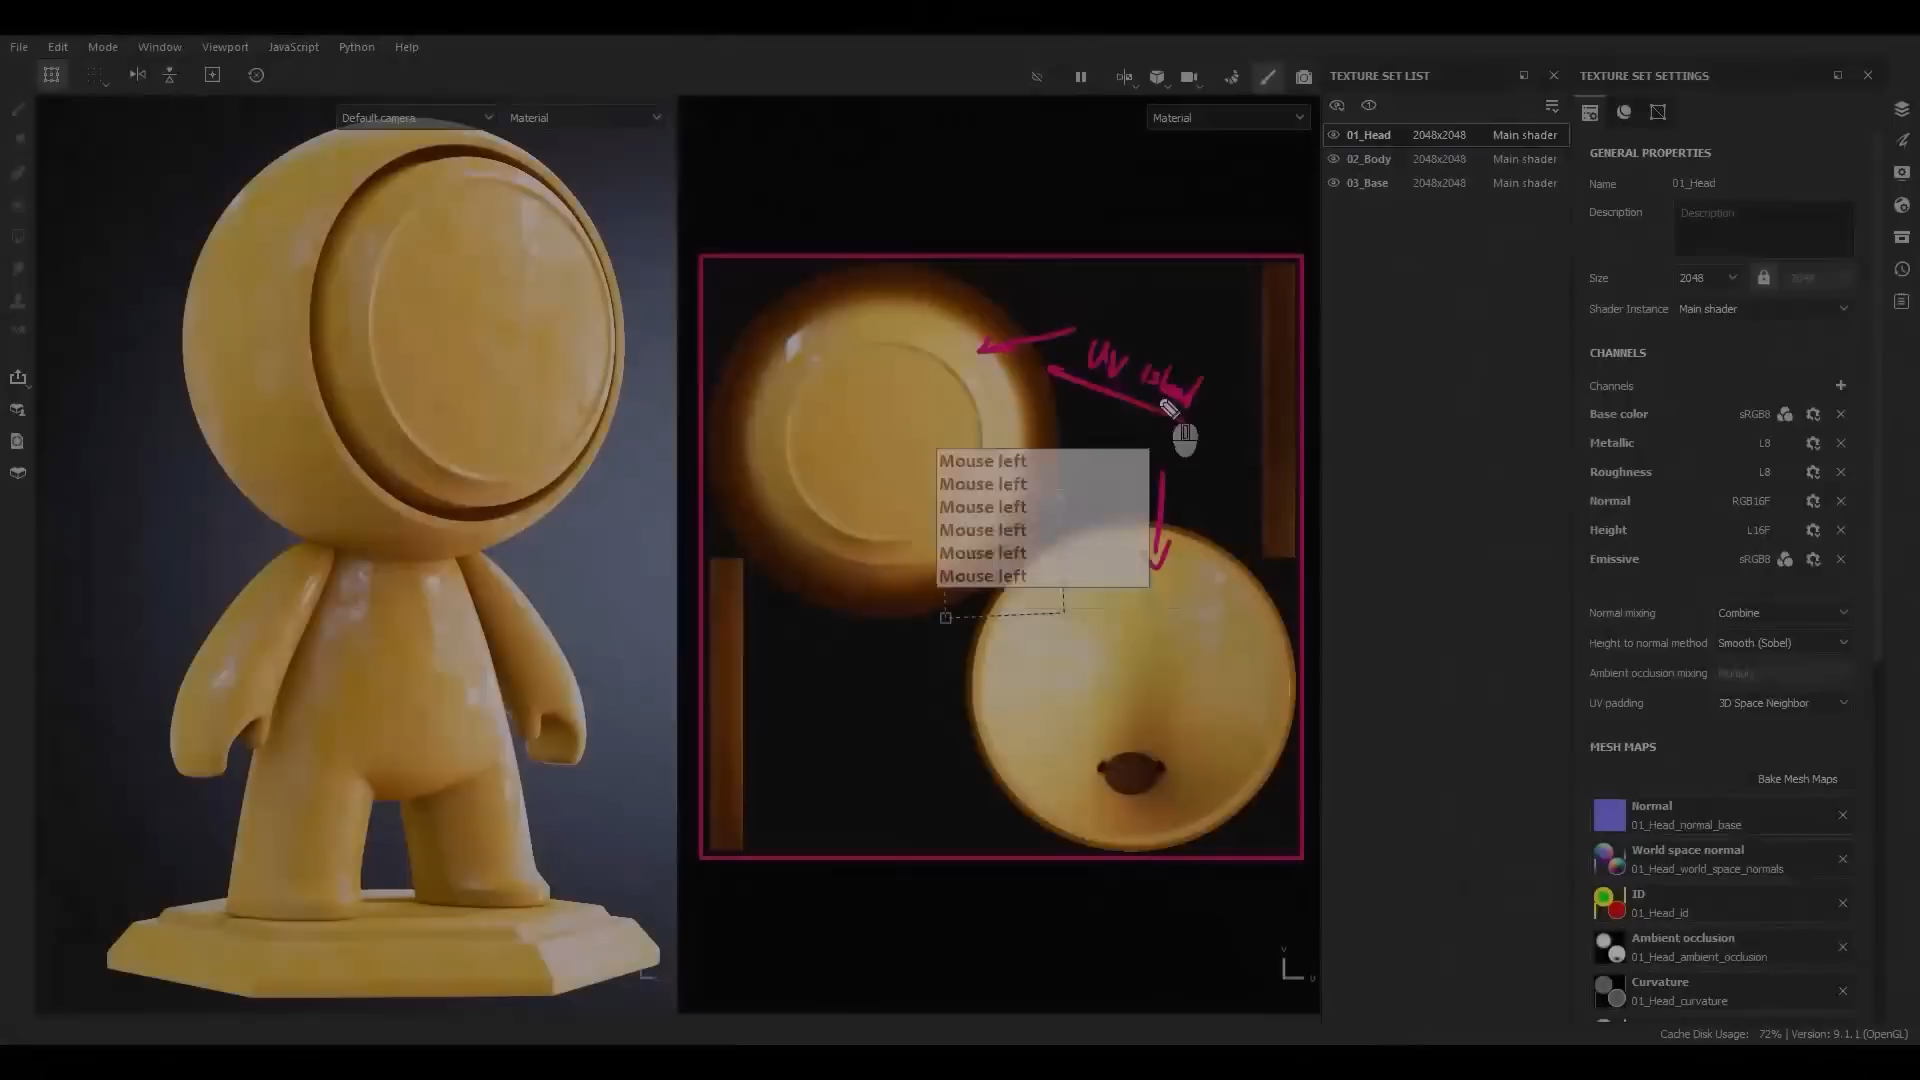 File Edit Mode Window Viewport JavaScript Python Help
TEXTURE SET LIST
TEXTURE SET SETTINGS
Default camera
Material
Material
01_Head 2048x2048 Main shader
02_Body 2048x2048 Main shader
03_Base 2048x2048 Main shader
GENERAL PROPERTIES
Name 01_Head
Description Description
Size 2048 2048
Shader Instance Main shader
CHANNELS
Channels
Base color sRGB8
Metallic L8
Roughness L8
Normal RGB16F
Height L16F
Emissive sRGB8
Normal mixing Combine
Height to normal method Smooth (Sobel)
Ambient occlusion mixing Multiply
UV padding 3D Space Neighbor
MESH MAPS
Bake Mesh Maps
Normal
01_Head_normal_base
World space normal
01_Head_world_space_normals
ID
01_Head_id
Ambient occlusion
01_Head_ambient_occlusion
Curvature
01_Head_curvature
UV island
Mouse left
Mouse left
Mouse left
Mouse left
Mouse left
Mouse left
V
U
Cache Disk Usage: 72% | Version: 9.1.1 (OpenGL)